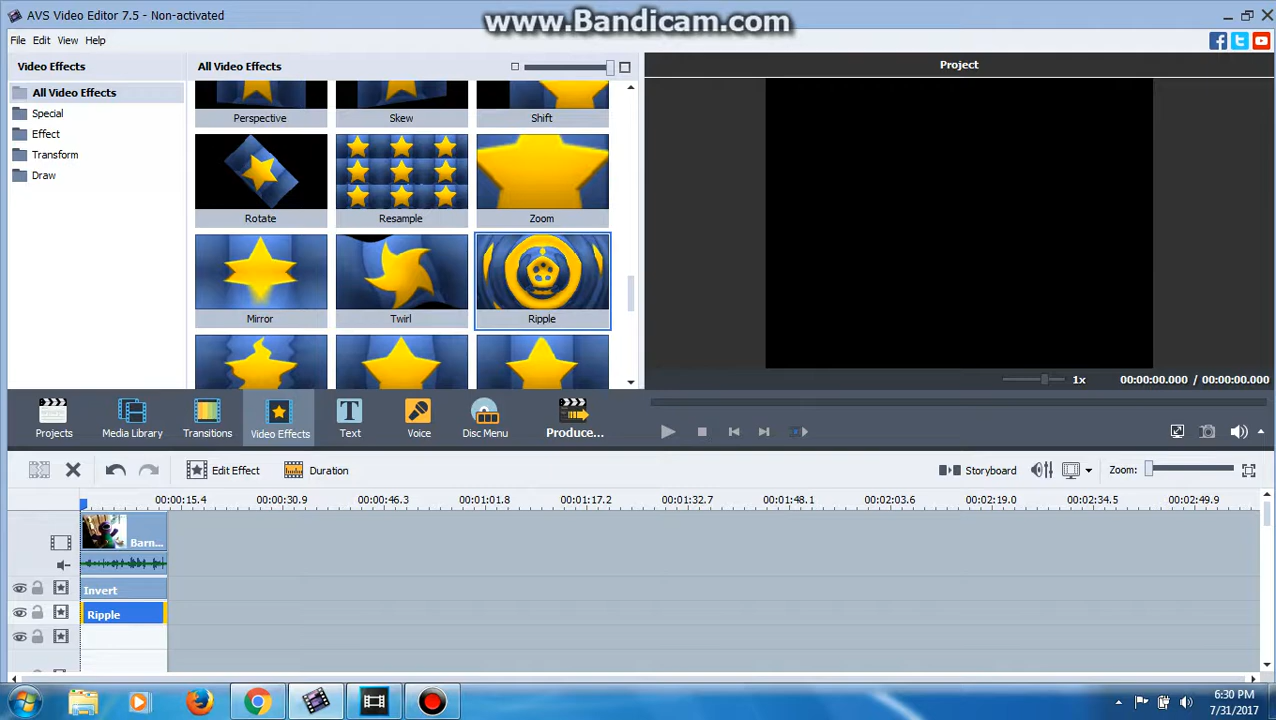 AVS Video Editor 7.5 - Non-activated
www.Bandicam.com
File Edit View Help
Video Effects
All Video Effects
Project
All Video Effects
Special
Effect
Transform
Draw
Perspective
Skew
Shift
Rotate
Resample
Zoom
Mirror
Twirl
Ripple
1x
00:00:00.000 / 00:00:00.000
Projects
Media Library
Transitions
Video Effects
Text
Voice
Disc Menu
Produce...
Edit Effect
Duration
Storyboard
Zoom:
00:00:15.4 00:00:30.9 00:00:46.3 00:01:01.8 00:01:17.2 00:01:32.7 00:01:48.1 00:02:03.6 00:02:19.0 00:02:34.5 00:02:49.9
Barn...
Invert
Ripple
6:30 PM
7/31/2017